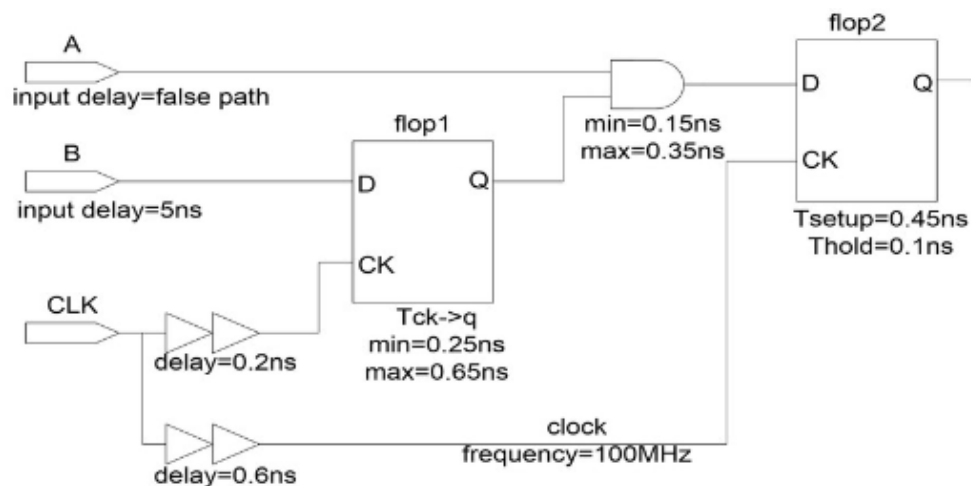 flop2
A
D
Q
input delay=false path
flop1
min=0.15ns
max=0.35ns
B
CK
D
Q
input delay=5ns
Tsetup=0.45ns
Thold=0.1ns
CK
CLK
Tck->q
min=0.25ns
max=0.65ns
delay=0.2ns
clock
frequency=100MHz
delay=0.6ns